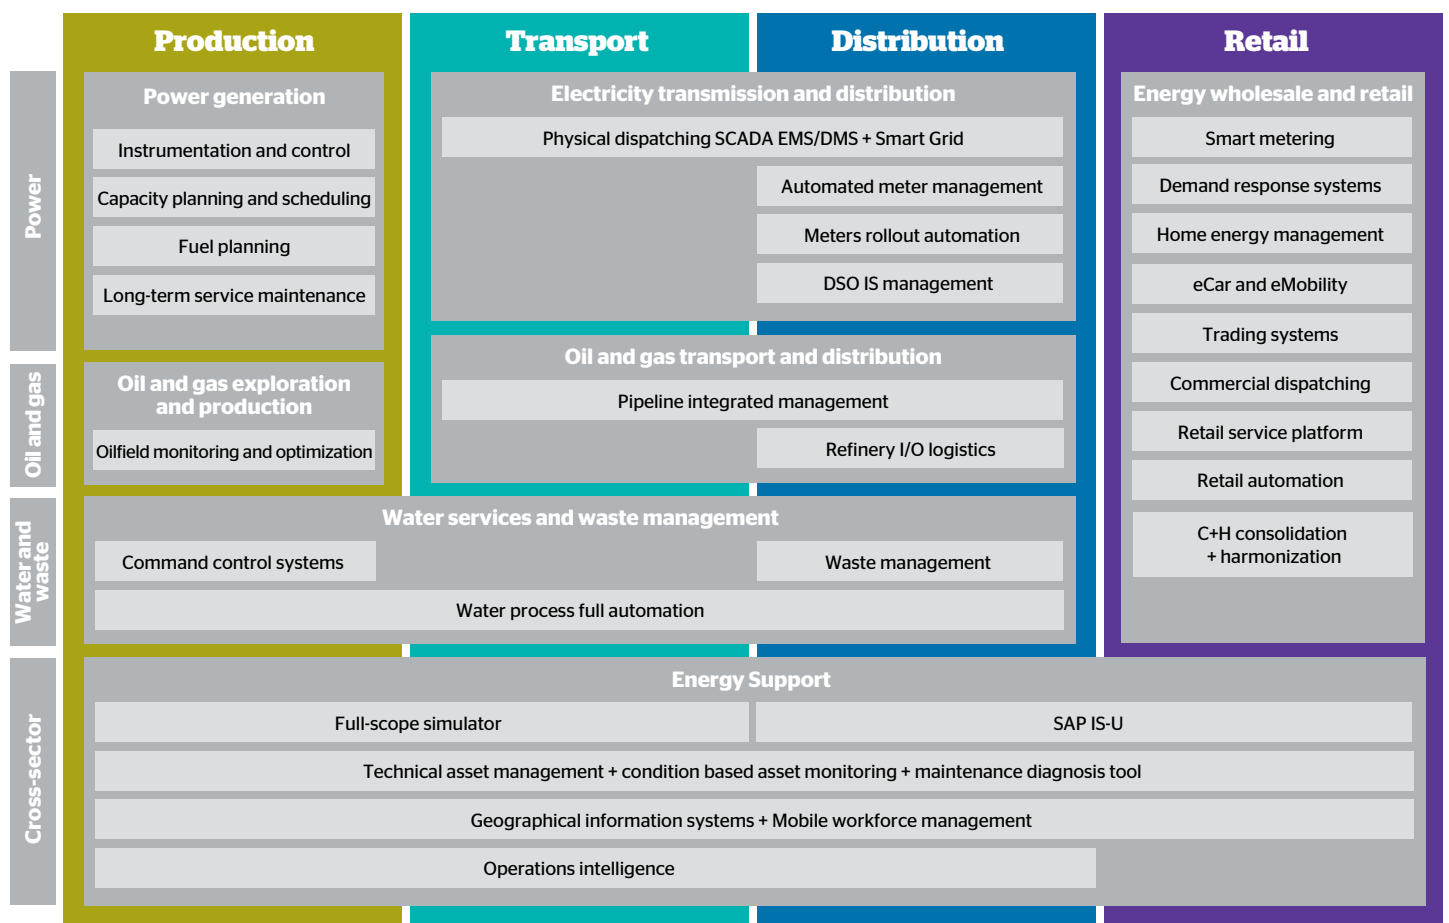 Production
Transport
Distribution
Retail
Power
Power generation
Instrumentation and control
Capacity planning and scheduling
Fuel planning
Long-term service maintenance
Electricity transmission and distribution
Physical dispatching SCADA EMS/DMS + Smart Grid
Automated meter management
Meters rollout automation
DSO IS management
Energy wholesale and retail
Smart metering
Demand response systems
Home energy management
eCar and eMobility
Trading systems
Commercial dispatching
Retail service platform
Retail automation
C+H consolidation
+ harmonization
Oil and gas
Oil and gas exploration
and production
Oilfield monitoring and optimization
Oil and gas transport and distribution
Pipeline integrated management
Refinery I/O logistics
Water and
waste
Water services and waste management
Command control systems
Waste management
Water process full automation
Cross-sector
Energy Support
Full-scope simulator
SAP IS-U
Technical asset management + condition based asset monitoring + maintenance diagnosis tool
Geographical information systems + Mobile workforce management
Operations intelligence